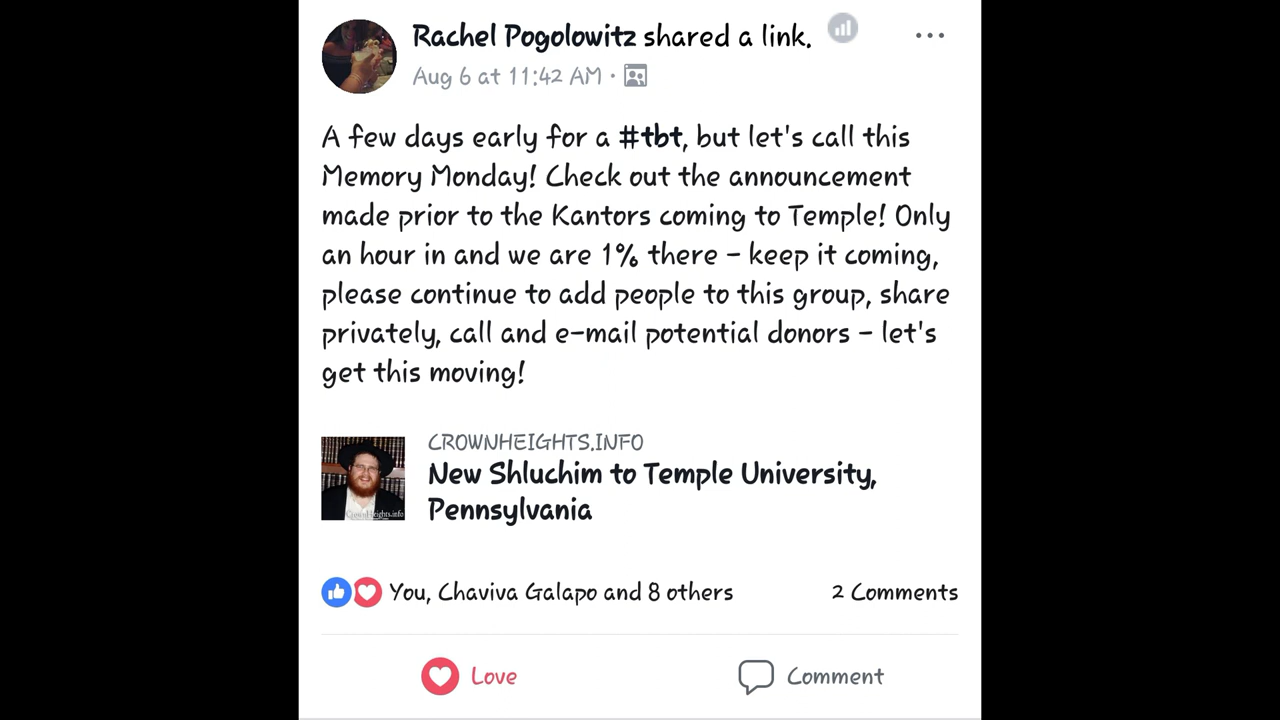 Rachel Pogolowitz shared a link.
Aug 6 at 11:42 AM ·
A few days early for a #tbt, but let's call this
Memory Monday! Check out the announcement
made prior to the Kantors coming to Temple! Only
an hour in and we are 1% there – keep it coming,
please continue to add people to this group, share
privately, call and e-mail potential donors – let's
get this moving!
CROWNHEIGHTS.INFO
New Shluchim to Temple University,
Pennsylvania
CrownHeights.info
You, Chaviva Galapo and 8 others
2 Comments
Love
Comment